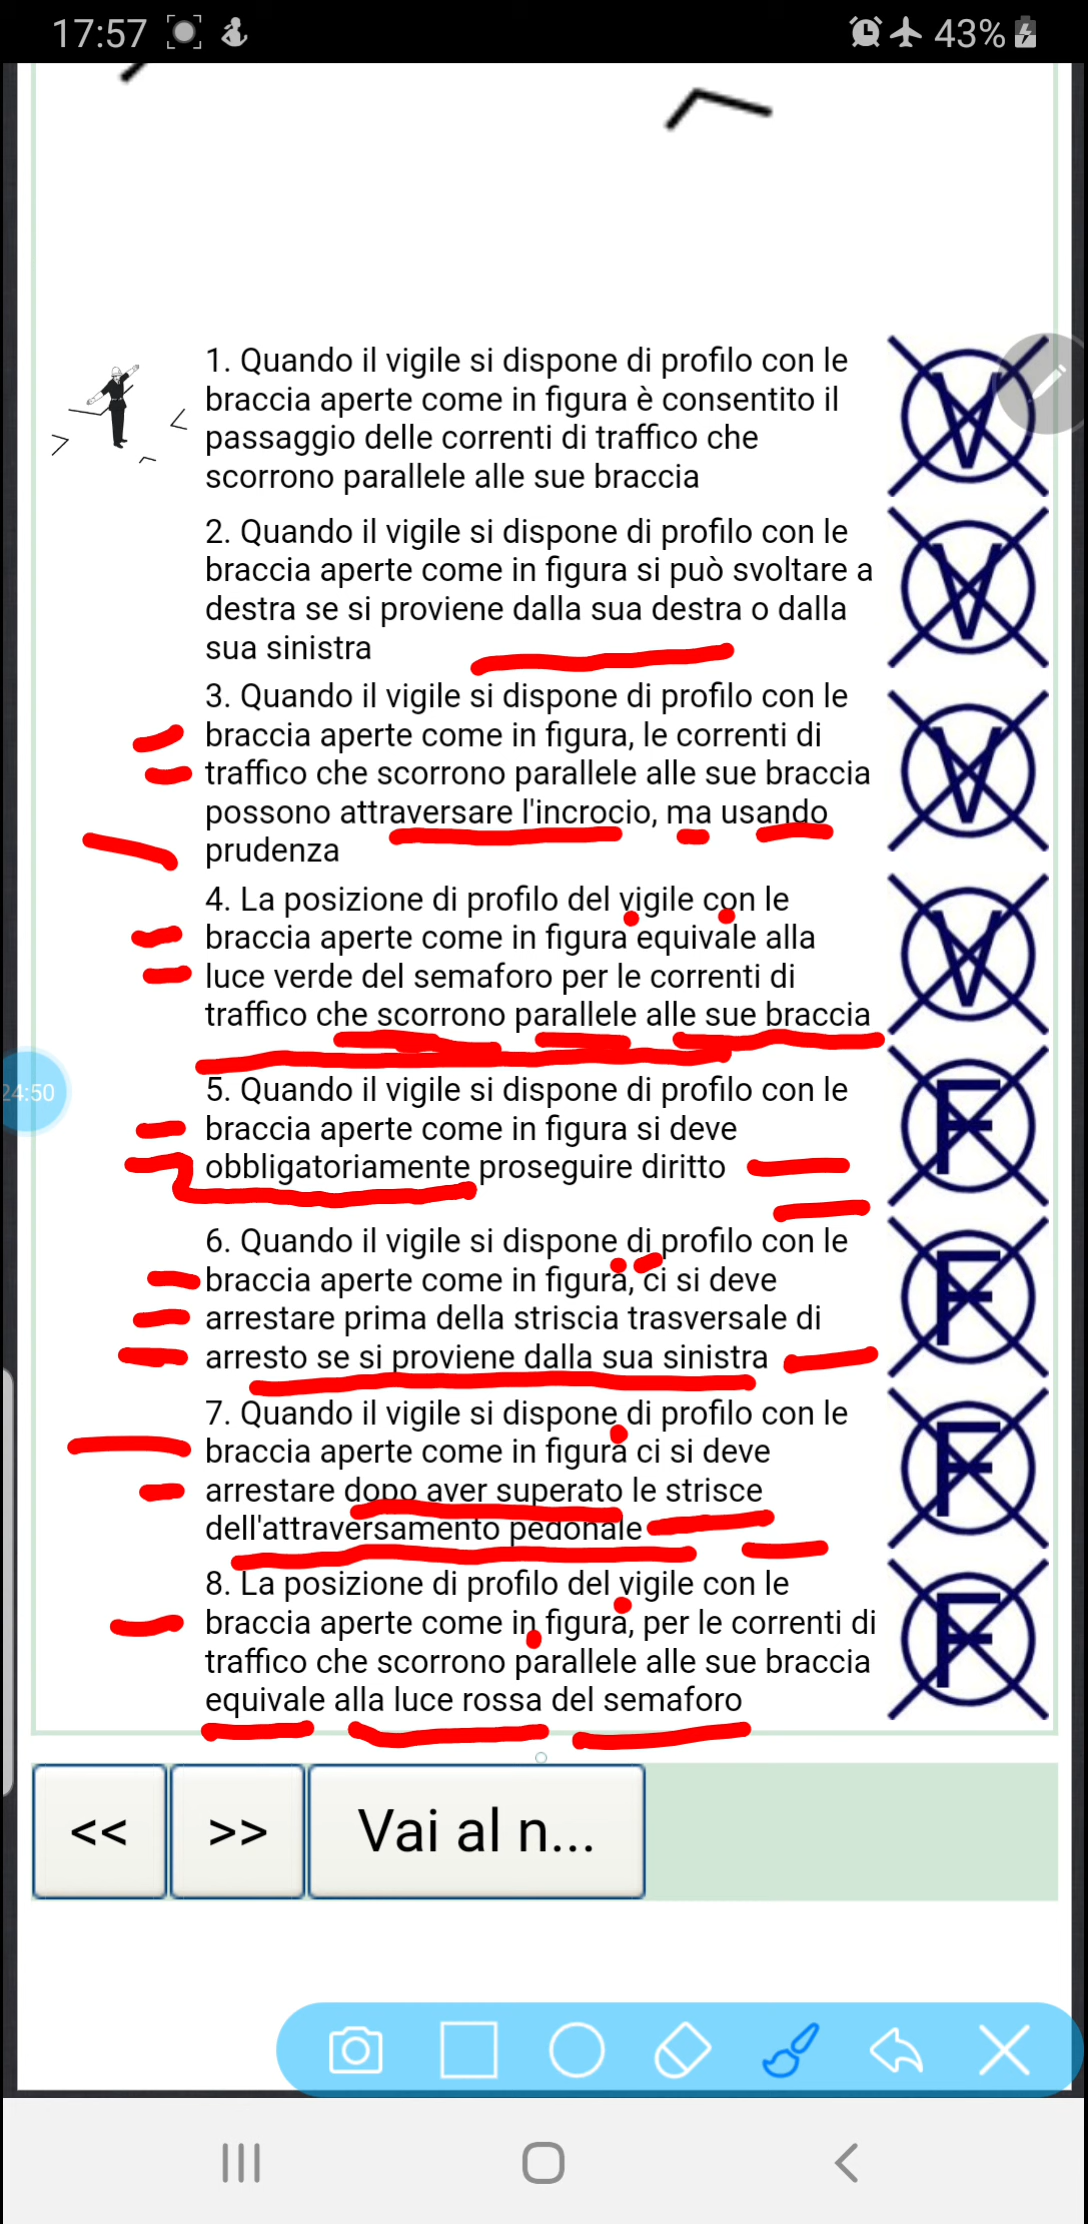 17:57
43%
1. Quando il vigile si dispone di profilo con le
braccia aperte come in figura è consentito il
passaggio delle correnti di traffico che
scorrono parallele alle sue braccia
V
2. Quando il vigile si dispone di profilo con le
braccia aperte come in figura si può svoltare a
destra se si proviene dalla sua destra o dalla
sua sinistra
V
3. Quando il vigile si dispone di profilo con le
braccia aperte come in figura, le correnti di
traffico che scorrono parallele alle sue braccia
possono attraversare l'incrocio, ma usando
prudenza
V
4. La posizione di profilo del vigile con le
braccia aperte come in figura equivale alla
luce verde del semaforo per le correnti di
traffico che scorrono parallele alle sue braccia
V
24:50
5. Quando il vigile si dispone di profilo con le
braccia aperte come in figura si deve
obbligatoriamente proseguire diritto
F
6. Quando il vigile si dispone di profilo con le
braccia aperte come in figura, ci si deve
arrestare prima della striscia trasversale di
arresto se si proviene dalla sua sinistra
F
7. Quando il vigile si dispone di profilo con le
braccia aperte come in figura ci si deve
arrestare dopo aver superato le strisce
dell'attraversamento pedonale
F
8. La posizione di profilo del vigile con le
braccia aperte come in figura, per le correnti di
traffico che scorrono parallele alle sue braccia
equivale alla luce rossa del semaforo
F
<< >> Vai al n...